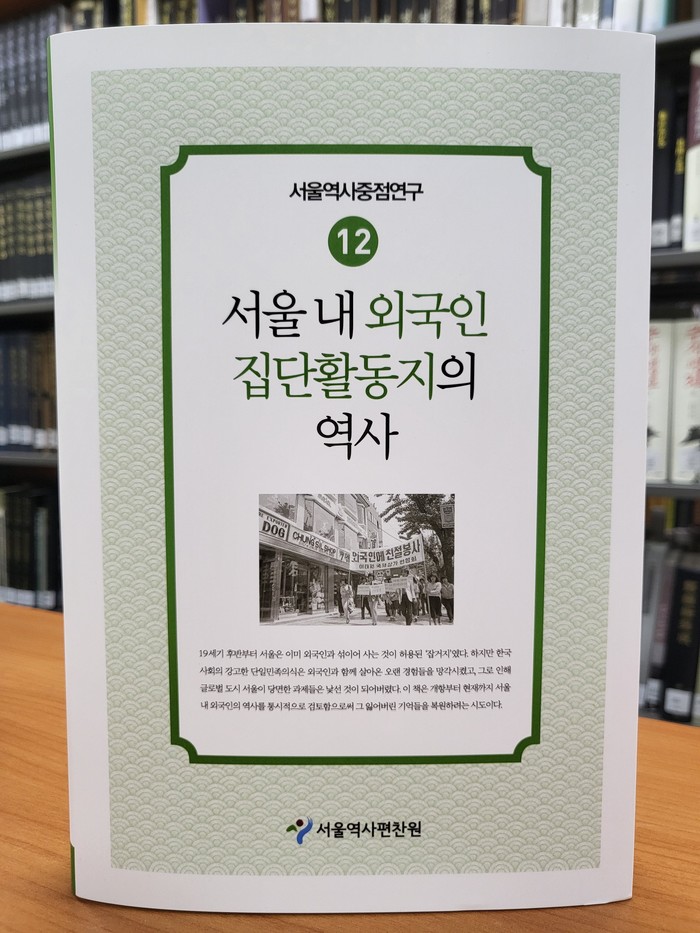 서울역사중점연구
12
서울 내 외국인
집단활동지의
역사
DOG
CHUNG GIL SHOP
외국인에 친절봉사
19세기 후반부터 서울은 이미 외국인과 섞이어 사는 것이 허용된 '잡거지'였다. 하지만 한국
사회의 강고한 단일민족의식은 외국인과 함께 살아온 오랜 경험들을 망각시켰고, 그로 인해
글로벌 도시 서울이 당면한 과제들은 낯선 것이 되어버렸다. 이 책은 개항부터 현재까지 서울
내 외국인의 역사를 통시적으로 검토함으로써 그 잃어버린 기억들을 복원하려는 시도이다.
서울역사편찬원